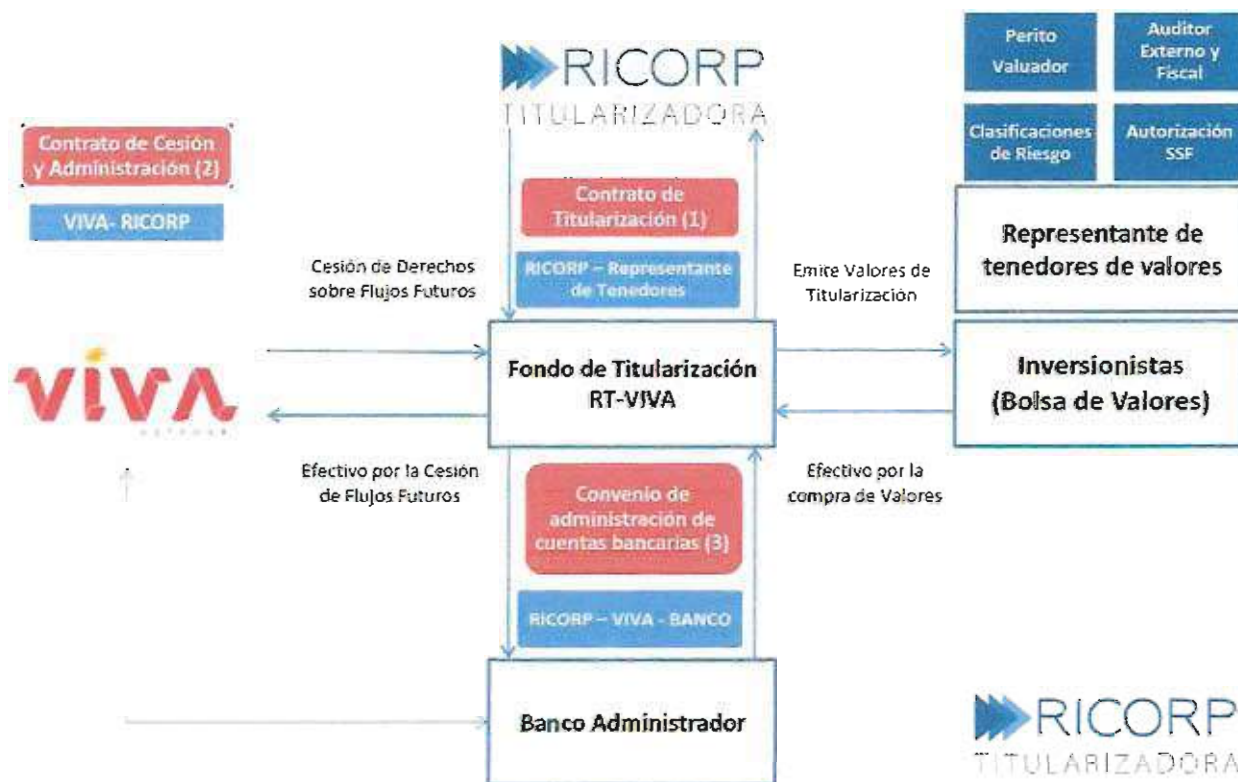 RICORP
TITULARIZADORA
Perito
Valuador
Auditor
Externo y
Fiscal
Clasificaciones
de Riesgo
Autorización
SSF
Contrato de Cesión
y Administración (2)
VIVA- RICORP
Contrato de
Titularización (1)
RICORP – Representante
de Tenedores
Representante de
tenedores de valores
Cesión de Derechos
sobre Flujos Futuros
Emite Valores de
Titularización
VIVA
Fondo de Titularización
RT-VIVA
Inversionistas
(Bolsa de Valores)
Efectivo por la Cesión
de Flujos Futuros
Convenio de
administración de
cuentas bancarias (3)
Efectivo por la
compra de Valores
RICORP – VIVA - BANCO
Banco Administrador
RICORP
TITULARIZADORA